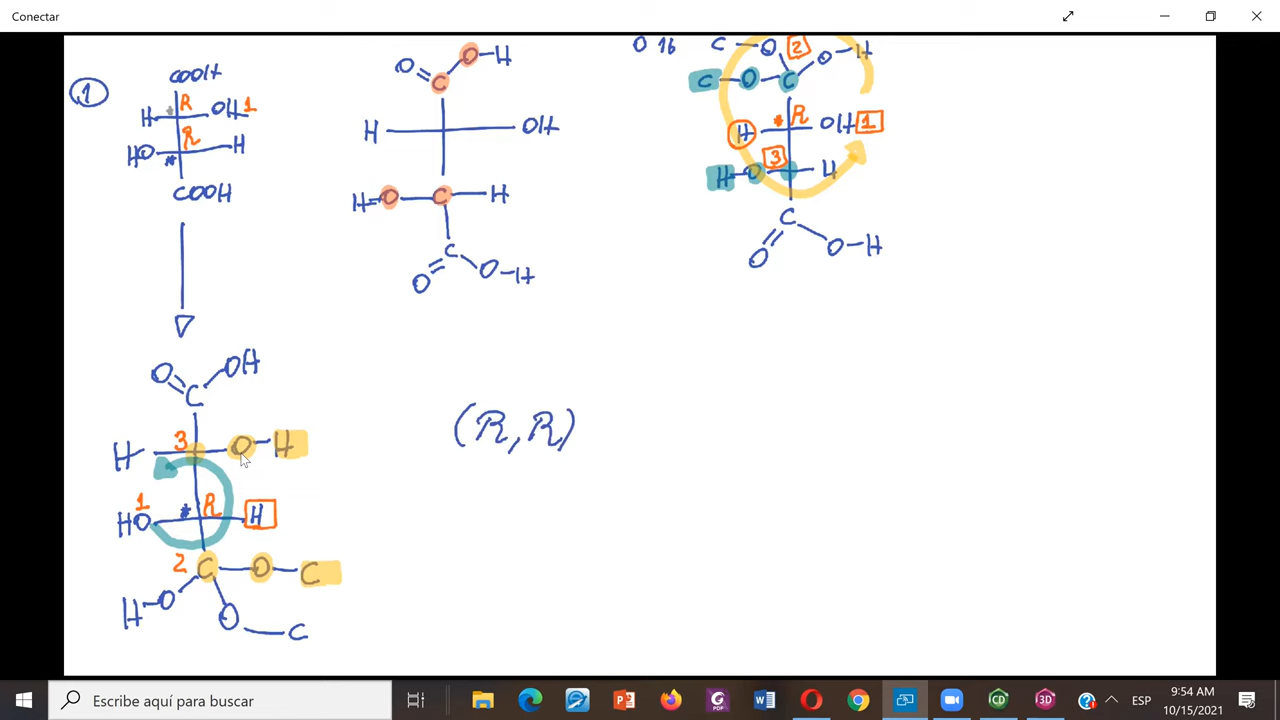 Conectar
1
COOH
R
H
OH
1
R
HO
*
H
COOH
O
O
H
C
H
OH
H
O
C
H
C
O
O
H
O 16
C
O
2
O
H
C
O
C
R
H
*
OH
1
3
H
O
H
C
O
O
H
O
OH
C
3
H
O
H
1
R
HO
*
H
2
C
O
C
H
O
O
C
(R, R)
Escribe aquí para buscar
ESP
9:54 AM
10/15/2021